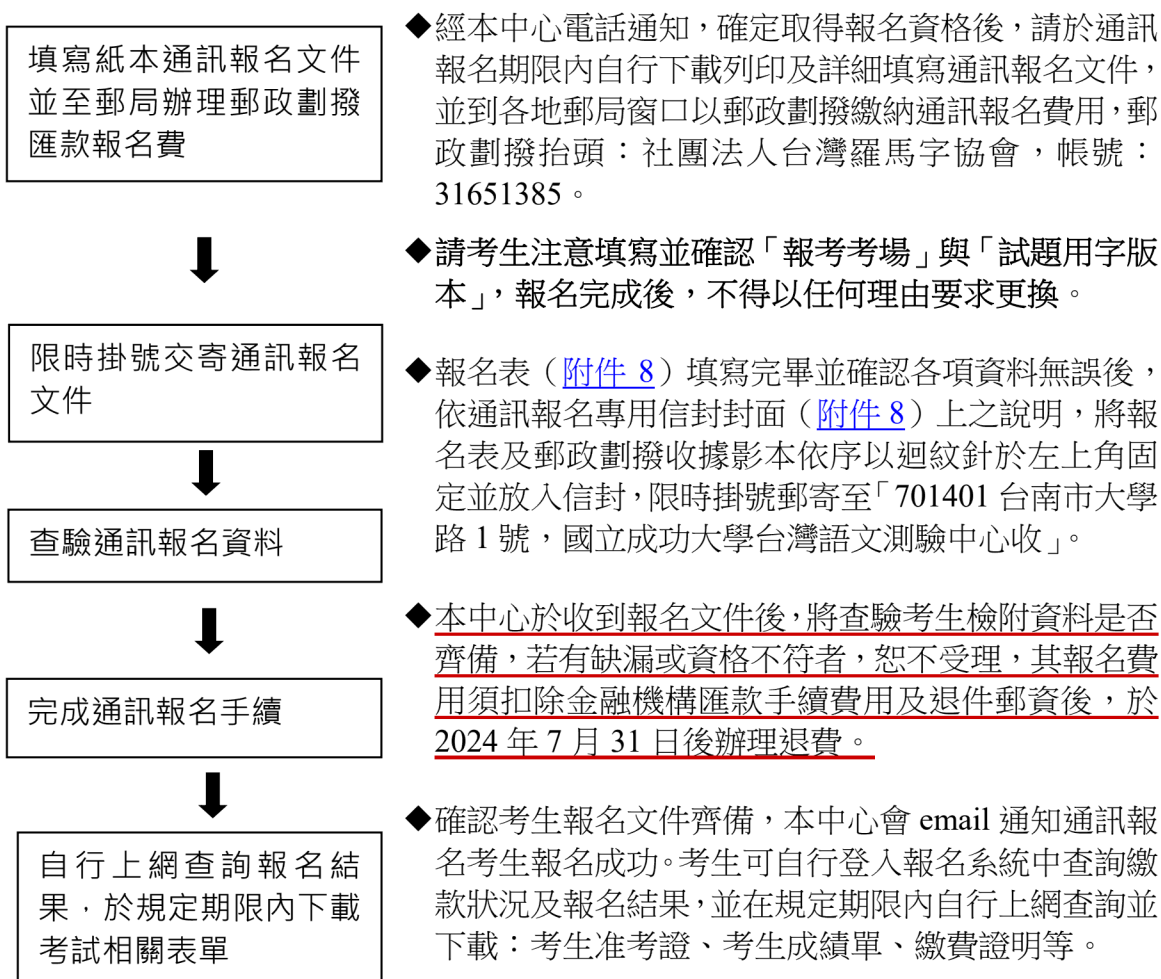 填寫紙本通訊報名文件
並至郵局辦理郵政劃撥
匯款報名費
◆經本中心電話通知，確定取得報名資格後，請於通訊
報名期限內自行下載列印及詳細填寫通訊報名文件，
並到各地郵局窗口以郵政劃撥繳納通訊報名費用，郵
政劃撥抬頭：社團法人台灣羅馬字協會，帳號：
31651385。
◆請考生注意填寫並確認「報考考場」與「試題用字版
本」，報名完成後，不得以任何理由要求更換。
限時掛號交寄通訊報名
文件
◆報名表（附件 8）填寫完畢並確認各項資料無誤後，
依通訊報名專用信封封面（附件 8）上之說明，將報
名表及郵政劃撥收據影本依序以迴紋針於左上角固
定並放入信封，限時掛號郵寄至「701401 台南市大學
路 1 號，國立成功大學台灣語文測驗中心收」。
查驗通訊報名資料
◆本中心於收到報名文件後，將查驗考生檢附資料是否
齊備，若有缺漏或資格不符者，恕不受理，其報名費
用須扣除金融機構匯款手續費用及退件郵資後，於
2024 年 7 月 31 日後辦理退費。
完成通訊報名手續
◆確認考生報名文件齊備，本中心會 email 通知通訊報
名考生報名成功。考生可自行登入報名系統中查詢繳
款狀況及報名結果，並在規定期限內自行上網查詢並
下載：考生准考證、考生成績單、繳費證明等。
自行上網查詢報名結
果，於規定期限內下載
考試相關表單